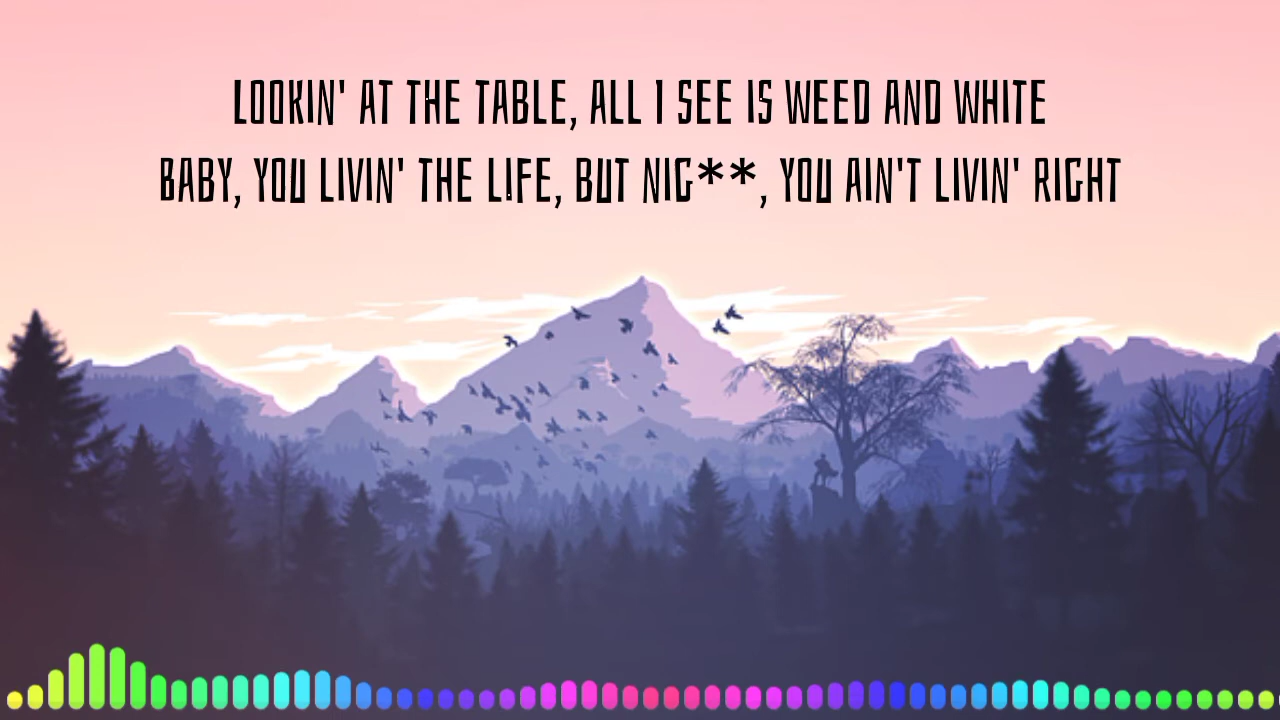 LOOKIN' AT THE TABLE, ALL I SEE IS WEED AND WHITE
BABY, YOU LIVIN' THE LIFE, BUT NIG**, YOU AIN'T LIVIN' RIGHT